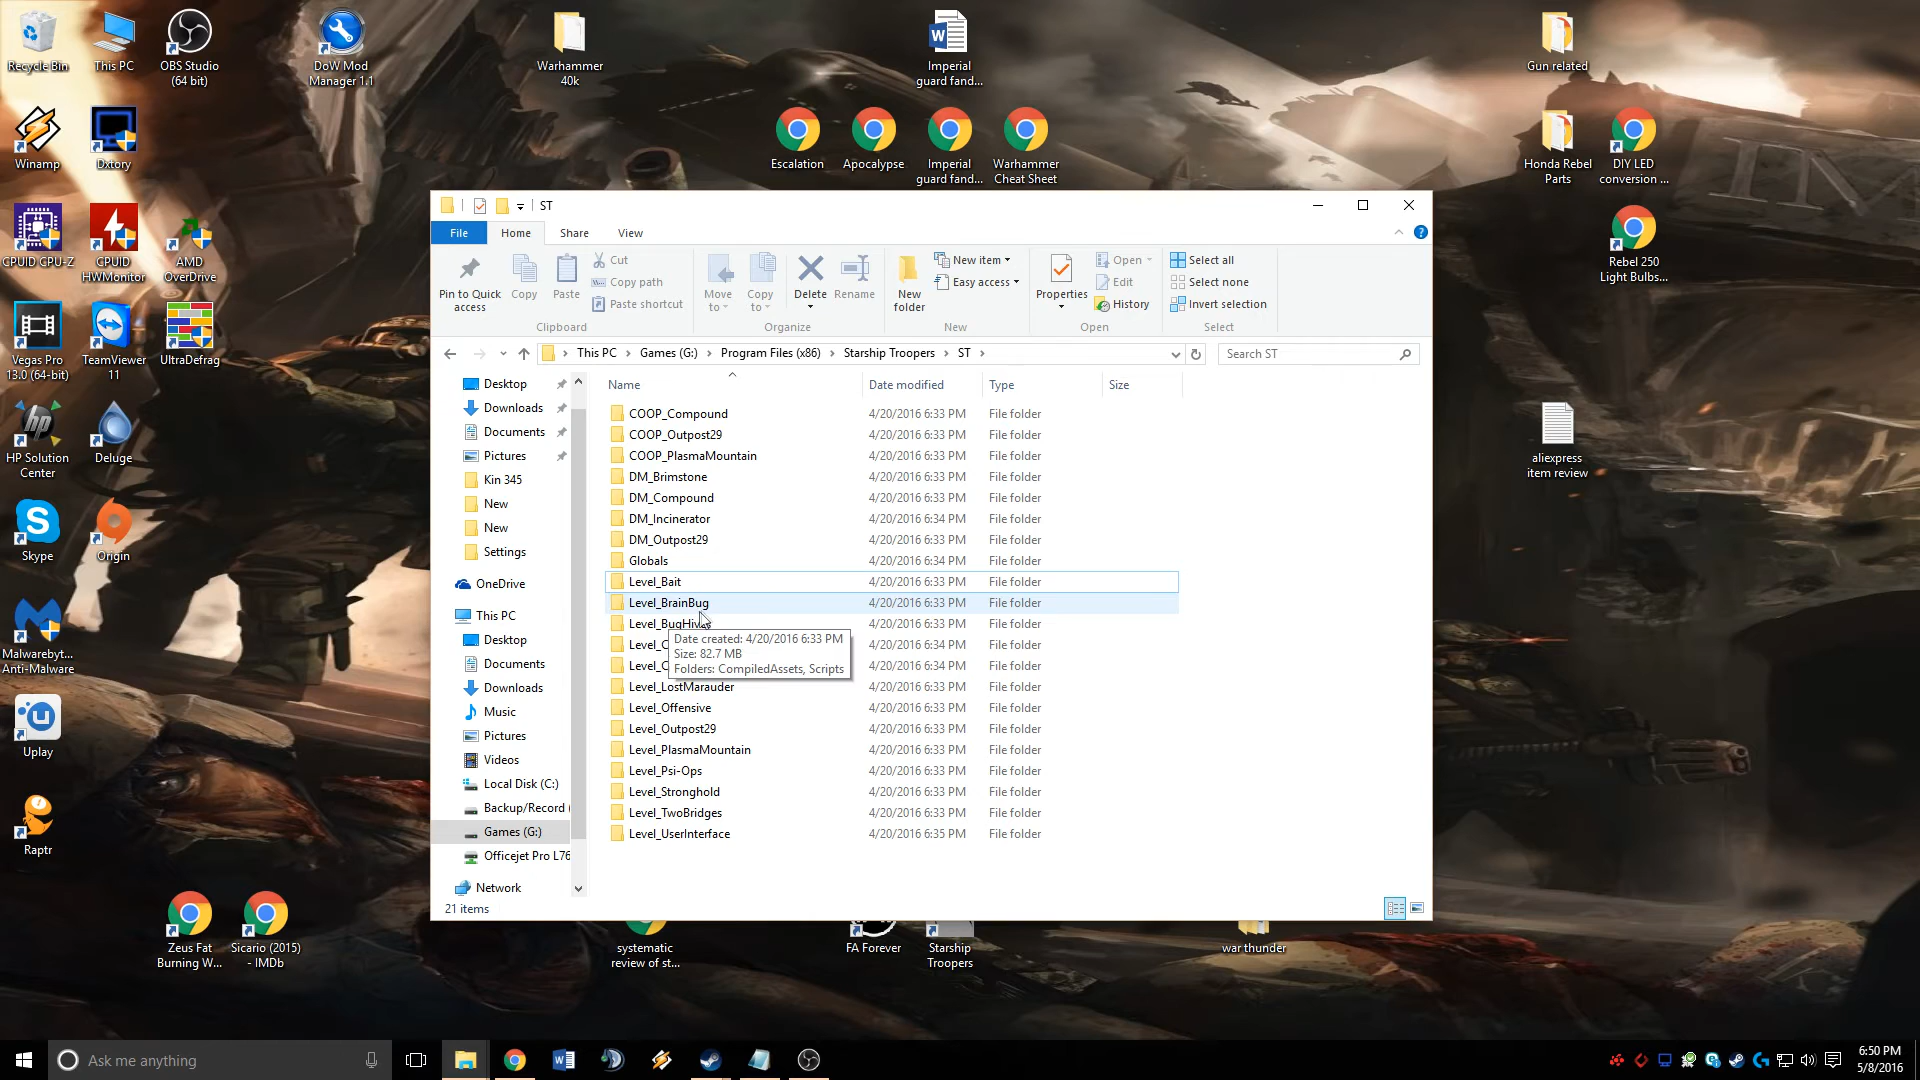 Recycle Bin
This PC
OBS Studio
(64 bit)
DoW Mod
Manager 1.1
Warhammer
40k
Imperial
guard fand...
Gun related
Winamp
Dxtory
Escalation
Apocalypse
Imperial
guard fand...
Warhammer
Cheat Sheet
Honda Rebel
Parts
DIY LED
conversion ...
CPUID CPU-Z
CPUID
HWMonitor
AMD
OverDrive
Rebel 250
Light Bulbs...
Vegas Pro
13.0 (64-bit)
TeamViewer
11
UltraDefrag
HP Solution
Center
Deluge
aliexpress
item review
Skype
Origin
Malwarebyt...
Anti-Malware
Uplay
Raptr
Zeus Fat
Burning W...
Sicario (2015)
- IMDb
systematic
review of st...
FA Forever
Starship
Troopers
war thunder
ST
File
Home
Share
View
Pin to Quick
access
Copy
Paste
Cut
Copy path
Paste shortcut
Move
to
Copy
to
Delete
Rename
New
folder
New item
Easy access
Properties
Open
Edit
History
Select all
Select none
Invert selection
Clipboard
Organize
New
Open
Select
This PC
Games (G:)
Program Files (x86)
Starship Troopers
ST
Search ST
Desktop
Downloads
Documents
Pictures
Kin 345
New
New
Settings
OneDrive
This PC
Desktop
Documents
Downloads
Music
Pictures
Videos
Local Disk (C:)
Backup/Record (
Games (G:)
Officejet Pro L76
Network
Name Date modified Type Size
COOP_Compound 4/20/2016 6:33 PM File folder
COOP_Outpost29 4/20/2016 6:33 PM File folder
COOP_PlasmaMountain 4/20/2016 6:33 PM File folder
DM_Brimstone 4/20/2016 6:33 PM File folder
DM_Compound 4/20/2016 6:33 PM File folder
DM_Incinerator 4/20/2016 6:34 PM File folder
DM_Outpost29 4/20/2016 6:33 PM File folder
Globals 4/20/2016 6:34 PM File folder
Level_Bait 4/20/2016 6:33 PM File folder
Level_BrainBug 4/20/2016 6:33 PM File folder
Level_BugHive 4/20/2016 6:33 PM File folder
Level_C 4/20/2016 6:34 PM File folder
Level_C 4/20/2016 6:34 PM File folder
Level_LostMarauder 4/20/2016 6:33 PM File folder
Level_Offensive 4/20/2016 6:33 PM File folder
Level_Outpost29 4/20/2016 6:33 PM File folder
Level_PlasmaMountain 4/20/2016 6:33 PM File folder
Level_Psi-Ops 4/20/2016 6:33 PM File folder
Level_Stronghold 4/20/2016 6:33 PM File folder
Level_TwoBridges 4/20/2016 6:33 PM File folder
Level_UserInterface 4/20/2016 6:35 PM File folder
Date created: 4/20/2016 6:33 PM
Size: 82.7 MB
Folders: CompiledAssets, Scripts
21 items
Ask me anything
6:50 PM
5/8/2016